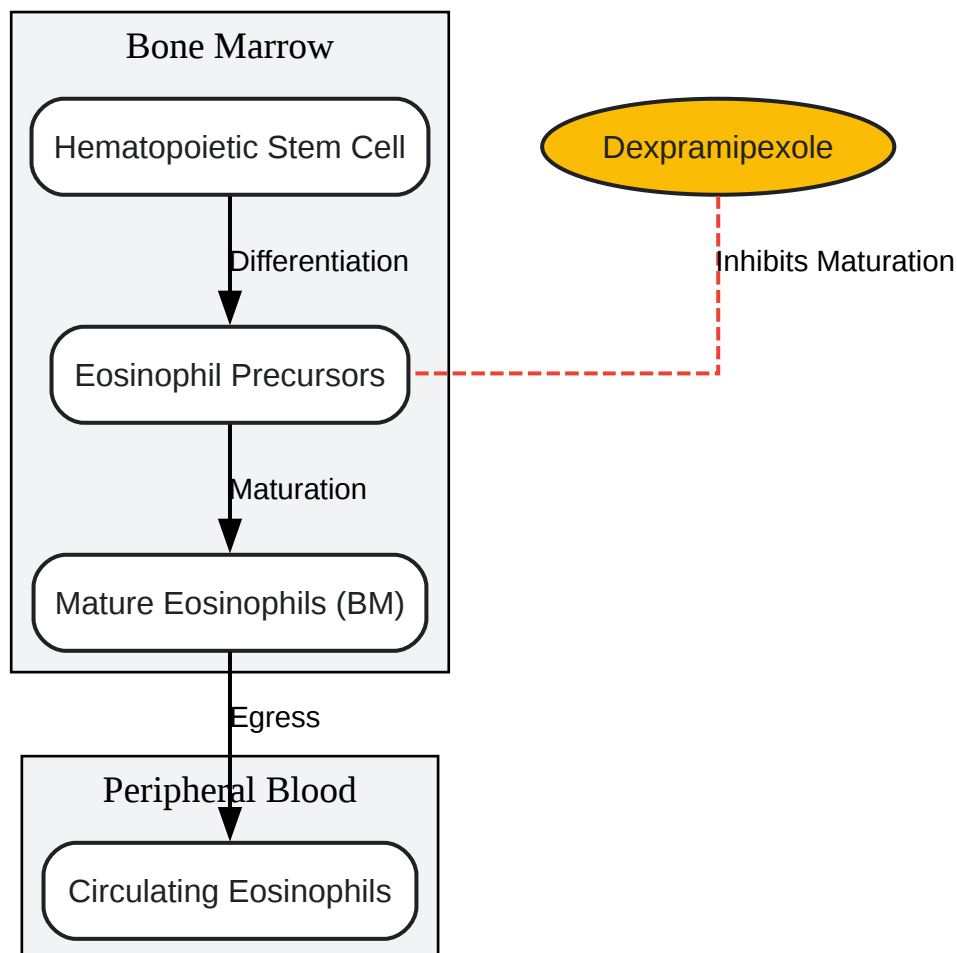 Bone Marrow
Hematopoietic Stem Cell
Dexpramipexole
Differentiation
Inhibits Maturation
Eosinophil Precursors
Maturation
Mature Eosinophils (BM)
Egress
Peripheral Blood
Circulating Eosinophils